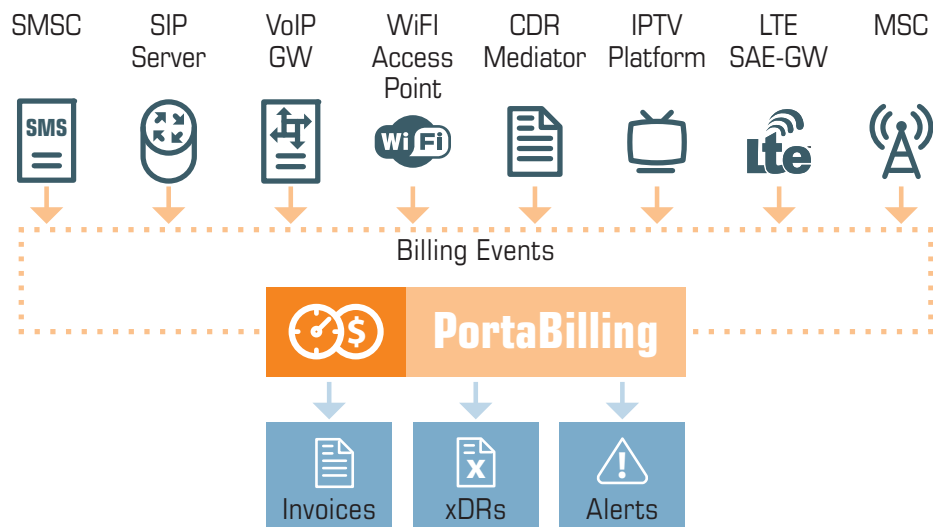 SMSC
SIP
Server
VoIP
GW
WiFI
Access
Point
CDR
Mediator
IPTV
Platform
LTE
SAE-GW
MSC
SMS
WiFi
Lte
Billing Events
$
PortaBilling
Invoices
X
xDRs
!
Alerts